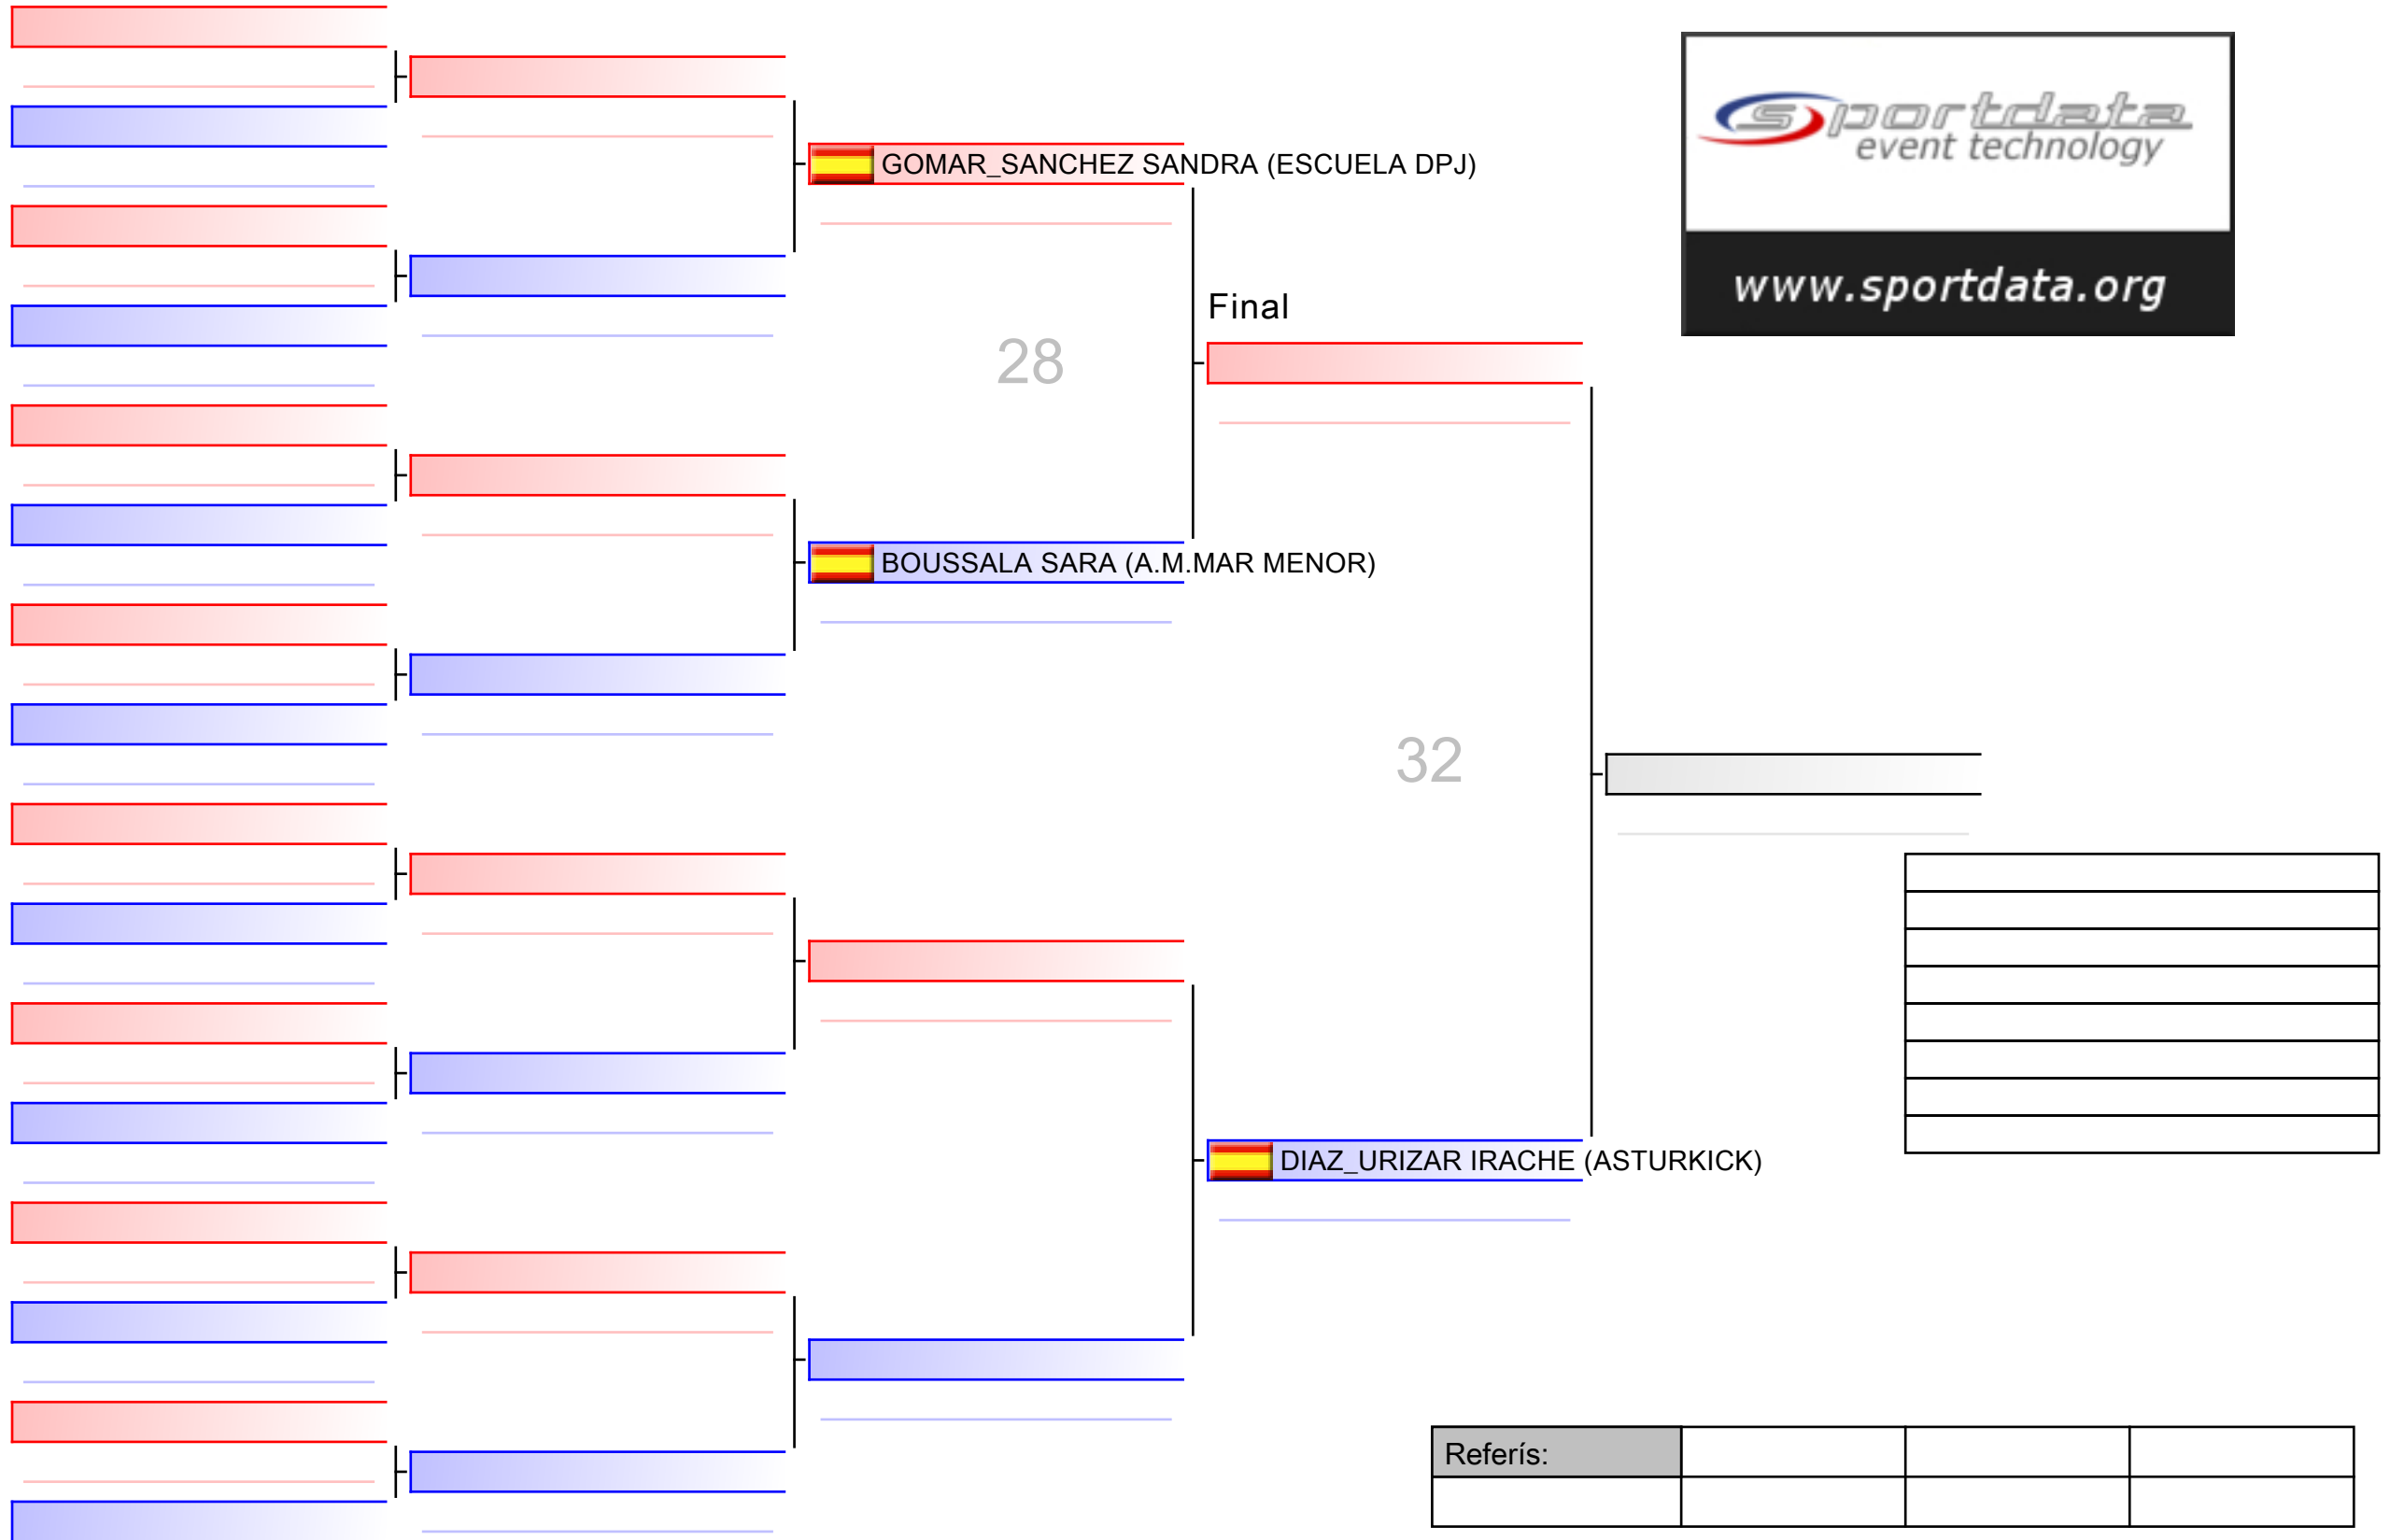 sportdata
event technology
www.sportdata.org
GOMAR_SANCHEZ SANDRA (ESCUELA DPJ)
Final
28
BOUSSALA SARA (A.M.MAR MENOR)
32
DIAZ_URIZAR IRACHE (ASTURKICK)
Referís: